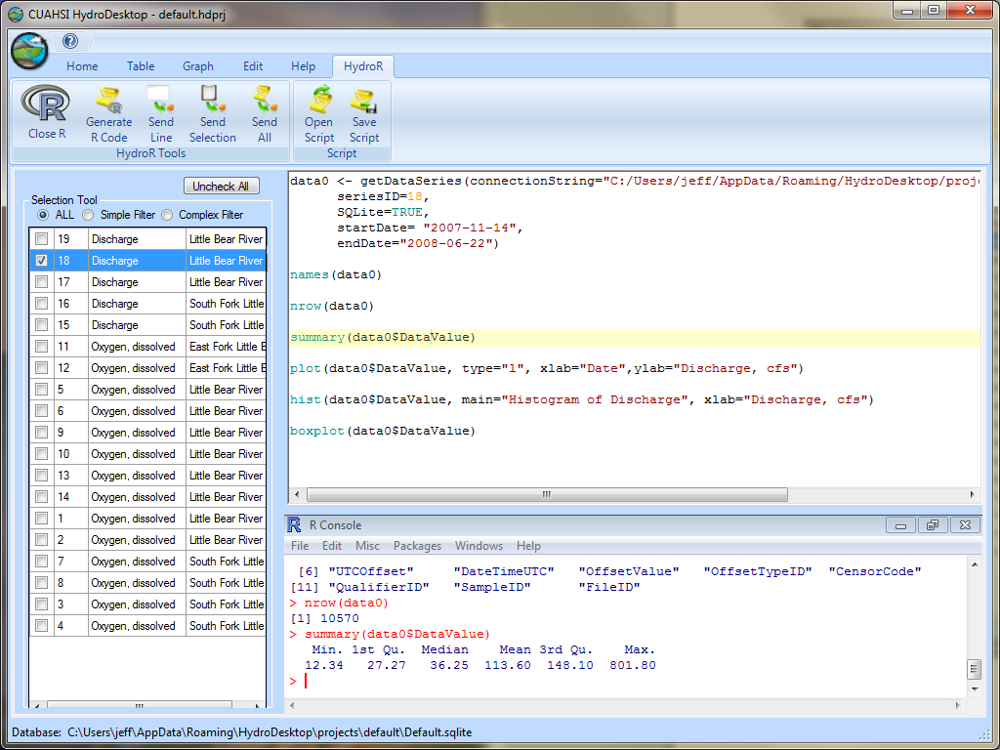 CUAHSI HydroDesktop - default.hdprj
Home Table Graph Edit Help HydroR
Close R
Generate R Code
Send Line
Send Selection
Send All
HydroR Tools
Open Script
Save Script
Script
Uncheck All
Selection Tool
ALL Simple Filter Complex Filter
19 Discharge Little Bear River
18 Discharge Little Bear River
17 Discharge Little Bear River
16 Discharge South Fork Little
15 Discharge South Fork Little
11 Oxygen, dissolved East Fork Little B
12 Oxygen, dissolved East Fork Little B
5 Oxygen, dissolved Little Bear River
6 Oxygen, dissolved Little Bear River
9 Oxygen, dissolved Little Bear River
10 Oxygen, dissolved Little Bear River
13 Oxygen, dissolved Little Bear River
14 Oxygen, dissolved Little Bear River
1 Oxygen, dissolved Little Bear River
2 Oxygen, dissolved Little Bear River
7 Oxygen, dissolved South Fork Little
8 Oxygen, dissolved South Fork Little
3 Oxygen, dissolved South Fork Little
4 Oxygen, dissolved South Fork Little
data0 <- getDataSeries(connectionString="C:/Users/jeff/AppData/Roaming/HydroDesktop/proje
seriesID=18,
SQLite=TRUE,
startDate= "2007-11-14",
endDate="2008-06-22")
names(data0)
nrow(data0)
summary(data0$DataValue)
plot(data0$DataValue, type="l", xlab="Date",ylab="Discharge, cfs")
hist(data0$DataValue, main="Histogram of Discharge", xlab="Discharge, cfs")
boxplot(data0$DataValue)
R Console
File Edit Misc Packages Windows Help
[6] "UTCOffset" "DateTimeUTC" "OffsetValue" "OffsetTypeID" "CensorCode"
[11] "QualifierID" "SampleID" "FileID"
> nrow(data0)
[1] 10570
> summary(data0$DataValue)
Min. 1st Qu. Median Mean 3rd Qu. Max.
12.34 27.27 36.25 113.60 148.10 801.80
>
Database: C:\Users\jeff\AppData\Roaming\HydroDesktop\projects\default\Default.sqlite